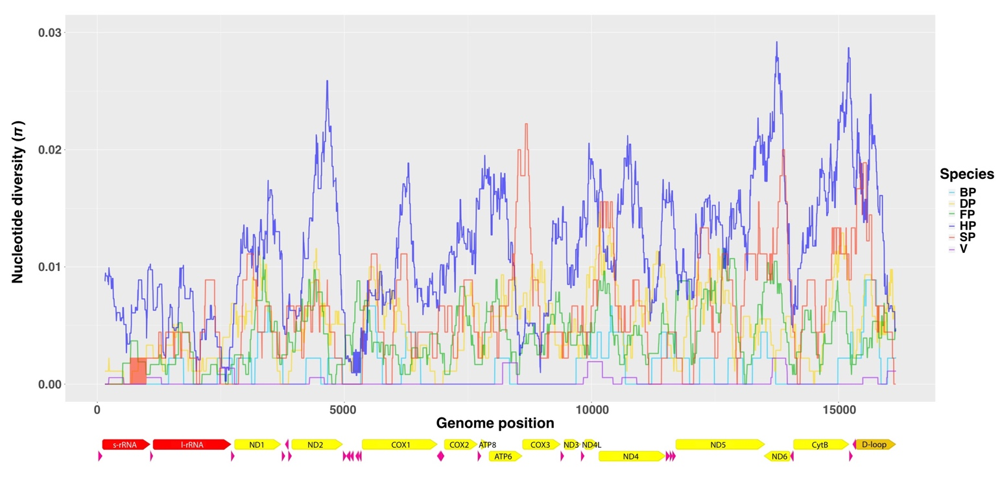 0.03
0.02
0.01
0.00
Nucleotide diversity (π)
0
5000
10000
15000
Genome position
Species
BP
DP
FP
HP
SP
V
s-rRNA
l-rRNA
ND1
ND2
COX1
COX2
ATP8
COX3
ND3
ND4L
ND5
CytB
D-loop
ATP6
ND4
ND6